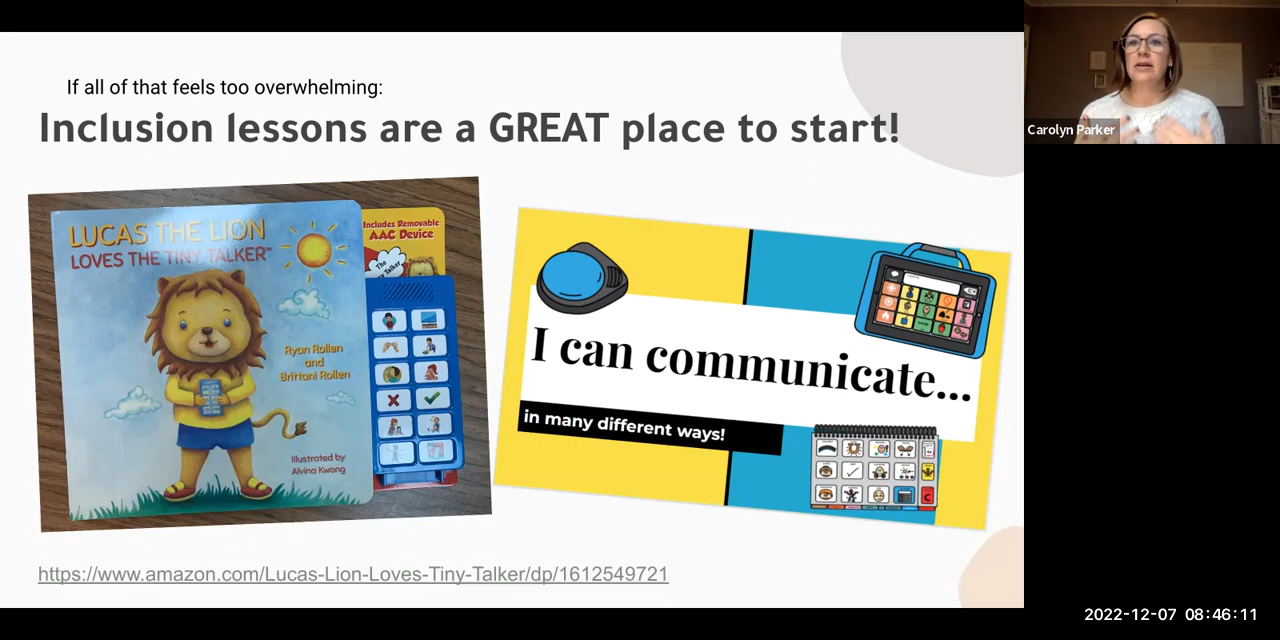 If all of that feels too overwhelming:
Inclusion lessons are a GREAT place to start!
LUCAS THE LION
LOVES THE TINY TALKER™
Ryan Rollen
and
Brittani Rollen
Illustrated by
Alvina Kwong
Includes Removable
AAC Device
The
Talker
I can communicate...
in many different ways!
C
https://www.amazon.com/Lucas-Lion-Loves-Tiny-Talker/dp/1612549721
Carolyn Parker
2022-12-07 08:46:11